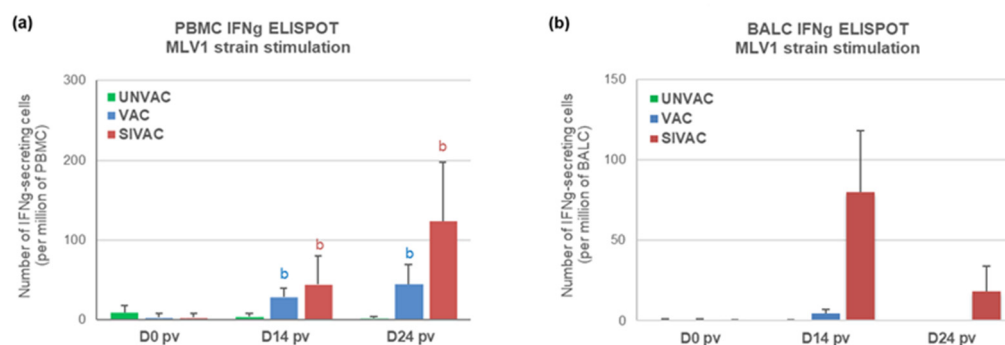 (a)
PBMC IFNg ELISPOT
MLV1 strain stimulation
Number of IFNg-secreting cells
(per million of PBMC)
300
200
100
0
UNVAC
VAC
SIVAC
b
b
b
b
D0 pv
D14 pv
D24 pv
(b)
BALC IFNg ELISPOT
MLV1 strain stimulation
Number of IFNg-secreting cells
(per million of BALC)
150
100
50
0
UNVAC
VAC
SIVAC
D0 pv
D14 pv
D24 pv